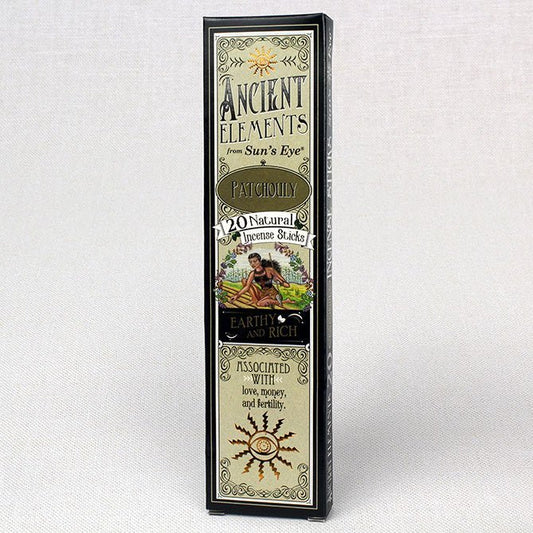 ANCIENT
ELEMENTS
from Sun's Eye®
PATCHOULY
20 Natural
Incense Sticks
EARTHY
AND RICH
ASSOCIATED
WITH
love, money,
and fertility.